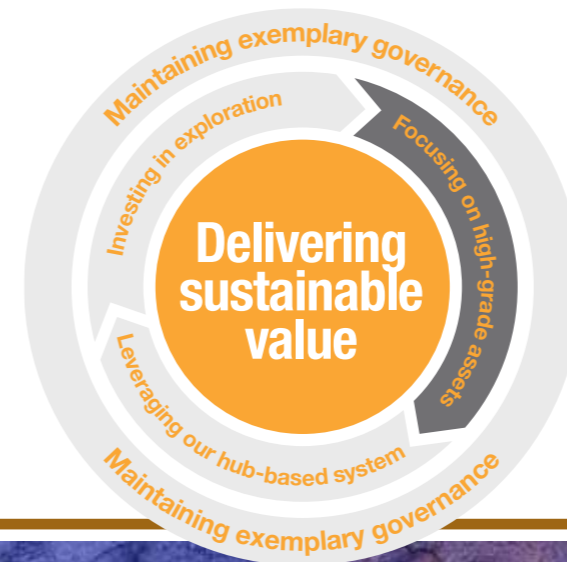 Maintaining exemplary governance
Investing in exploration
Focusing on high-grade assets
Delivering
sustainable
value
Leveraging our hub-based system
Maintaining exemplary governance